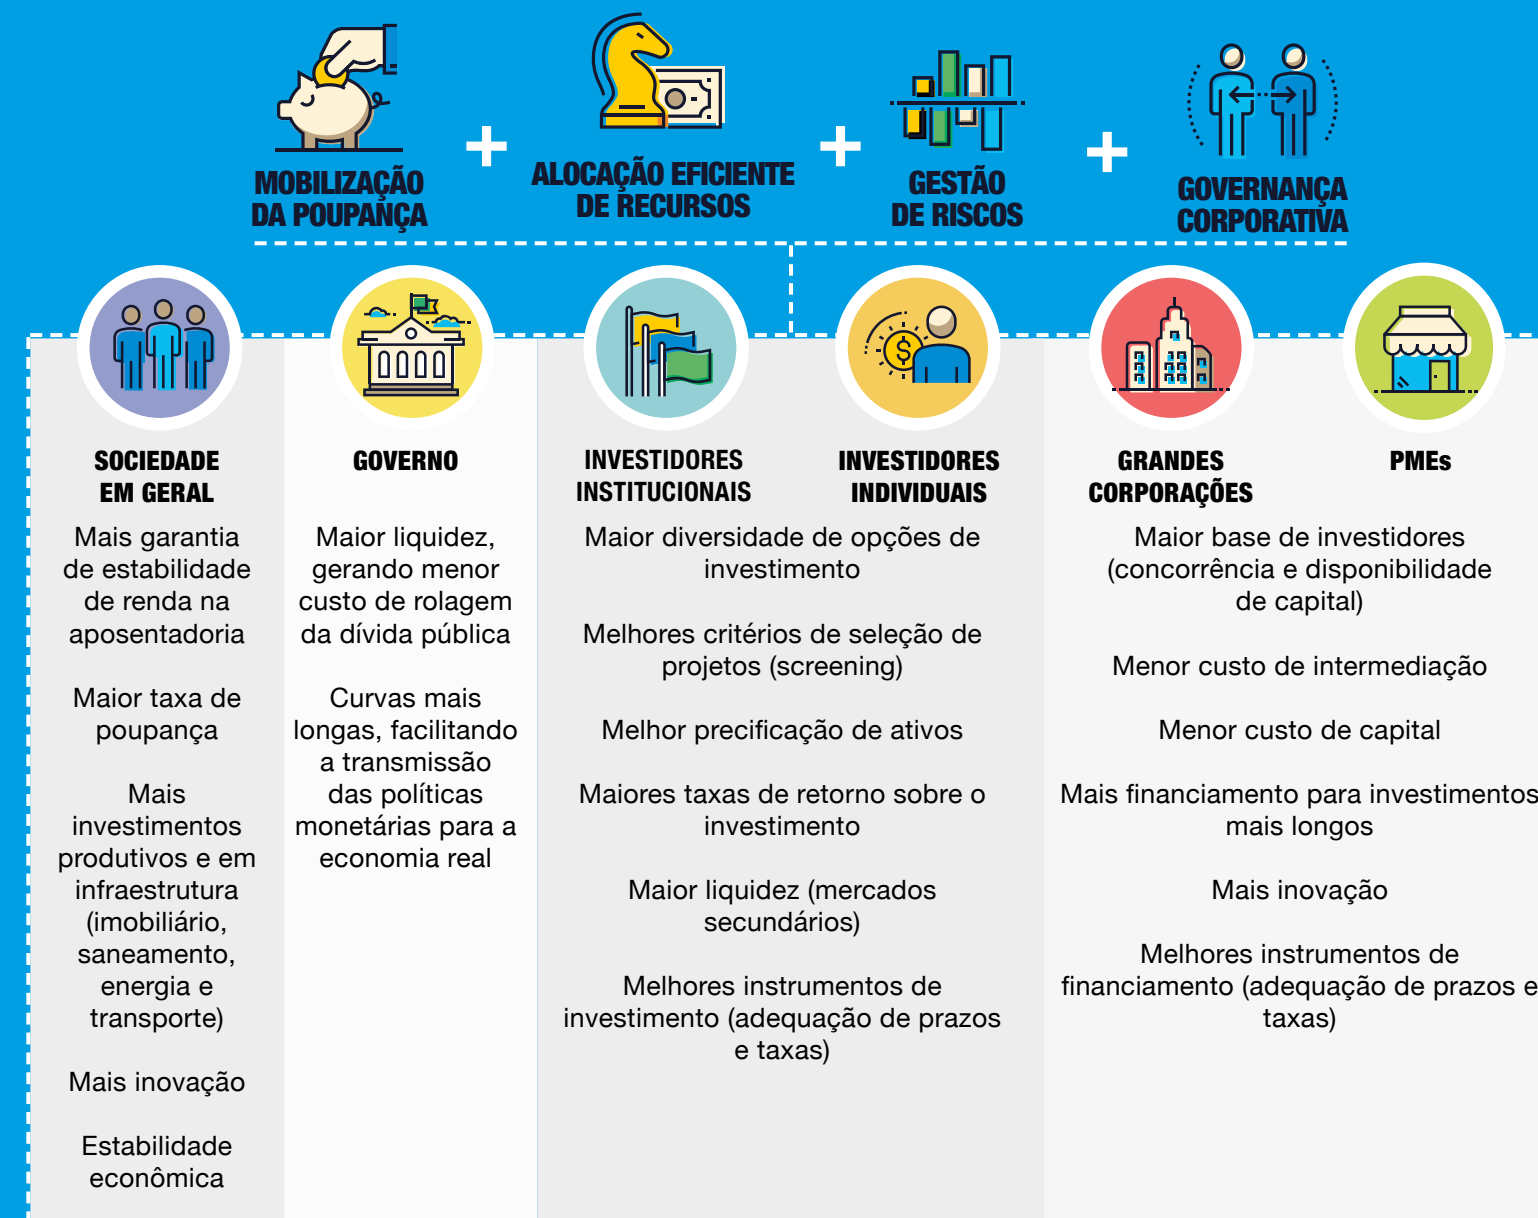 MOBILIZAÇÃO
DA POUPANÇA
ALOCAÇÃO EFICIENTE
DE RECURSOS
GESTÃO
DE RISCOS
GOVERNANÇA
CORPORATIVA
SOCIEDADE
EM GERAL
Mais garantia
de estabilidade
de renda na
aposentadoria
Maior taxa de
poupança
Mais
investimentos
produtivos e em
infraestrutura
(imobiliário,
saneamento,
energia e
transporte)
Mais inovação
Estabilidade
econômica
GOVERNO
Maior liquidez,
gerando menor
custo de rolagem
da dívida pública
Curvas mais
longas, facilitando
a transmissão
das políticas
monetárias para a
economia real
INVESTIDORES
INSTITUCIONAIS
INVESTIDORES
INDIVIDUAIS
Maior diversidade de opções de
investimento
Melhores critérios de seleção de
projetos (screening)
Melhor precificação de ativos
Maiores taxas de retorno sobre o
investimento
Maior liquidez (mercados
secundários)
Melhores instrumentos de
investimento (adequação de prazos
e taxas)
GRANDES
CORPORAÇÕES
PMEs
Maior base de investidores
(concorrência e disponibilidade
de capital)
Menor custo de intermediação
Menor custo de capital
Mais financiamento para investimentos
mais longos
Mais inovação
Melhores instrumentos de
financiamento (adequação de prazos e
taxas)